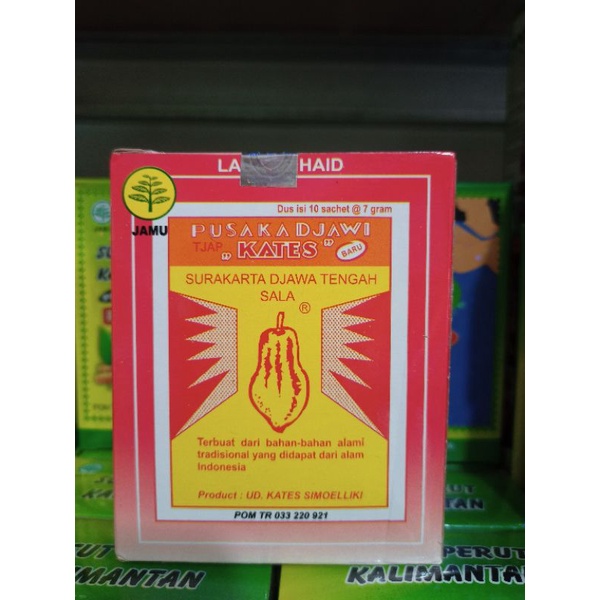 HAID
Dus isi 10 sachet @ 7 gram
JAMU
PUSAKA DJAWI
TJAP „ KATES " BARU
SURAKARTA DJAWA TENGAH
SALA ®
Terbuat dari bahan-bahan alami
tradisional yang didapat dari alam
Indonesia
Product : UD. KATES SIMOELLIKI
POM TR 033 220 921
KALIMANTAN